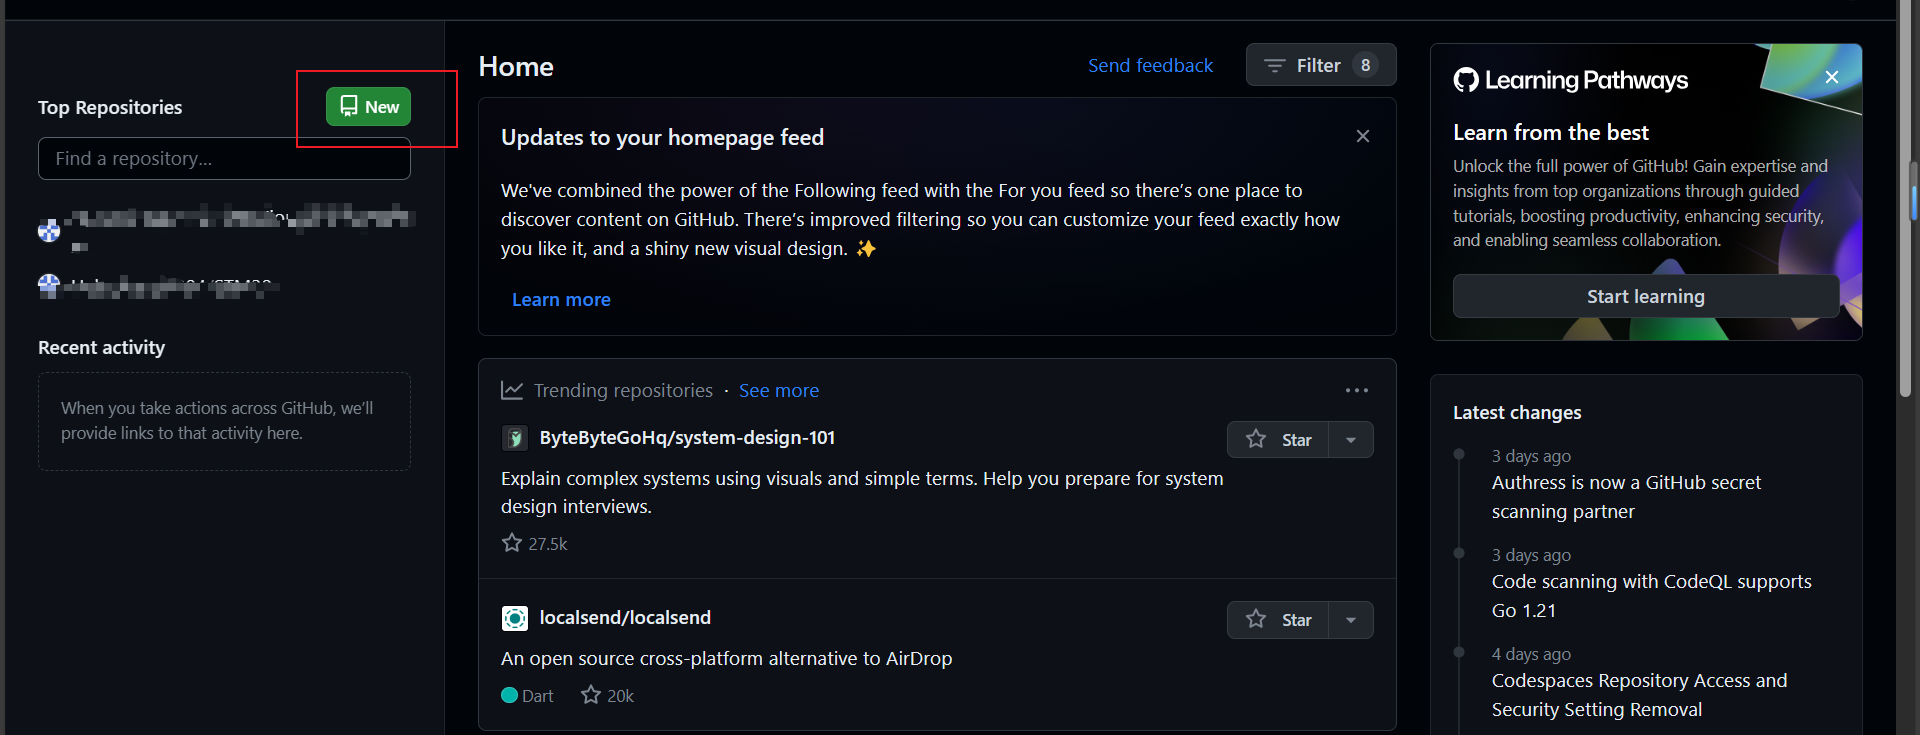 Top Repositories
New
Find a repository...
Recent activity
When you take actions across GitHub, we'll
provide links to that activity here.
Home
Send feedback
Filter 8
Updates to your homepage feed
We've combined the power of the Following feed with the For you feed so there's one place to
discover content on GitHub. There's improved filtering so you can customize your feed exactly how
you like it, and a shiny new visual design. ✨
Learn more
Trending repositories · See more
ByteByteGoHq/system-design-101
Star
Explain complex systems using visuals and simple terms. Help you prepare for system
design interviews.
27.5k
localsend/localsend
Star
An open source cross-platform alternative to AirDrop
Dart 20k
Learning Pathways
Learn from the best
Unlock the full power of GitHub! Gain expertise and
insights from top organizations through guided
tutorials, boosting productivity, enhancing security,
and enabling seamless collaboration.
Start learning
Latest changes
3 days ago
Authress is now a GitHub secret
scanning partner
3 days ago
Code scanning with CodeQL supports
Go 1.21
4 days ago
Codespaces Repository Access and
Security Setting Removal